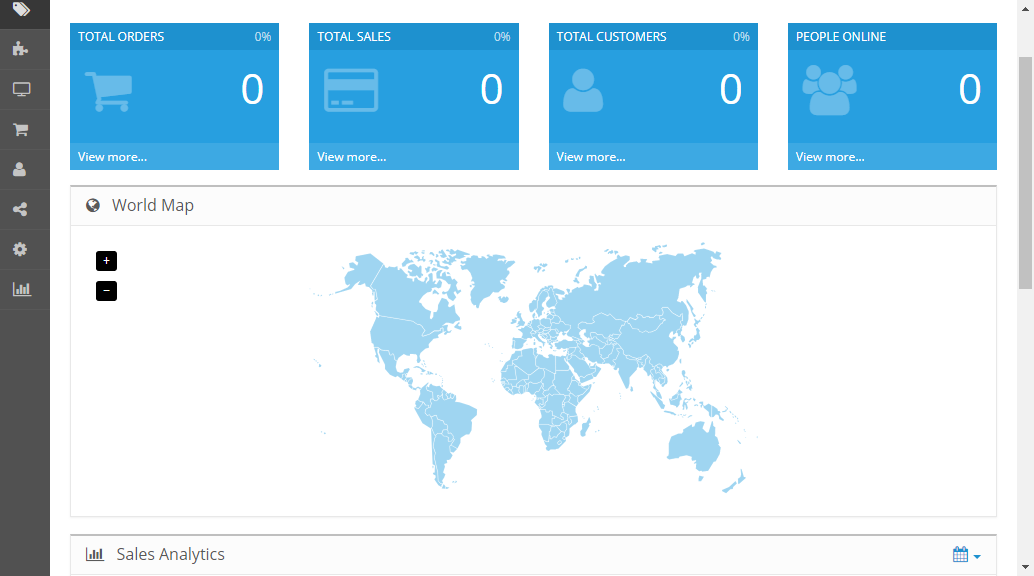 TOTAL ORDERS 0%
0
View more...
TOTAL SALES 0%
0
View more...
TOTAL CUSTOMERS 0%
0
View more...
PEOPLE ONLINE
0
View more...
World Map
+
−
Sales Analytics